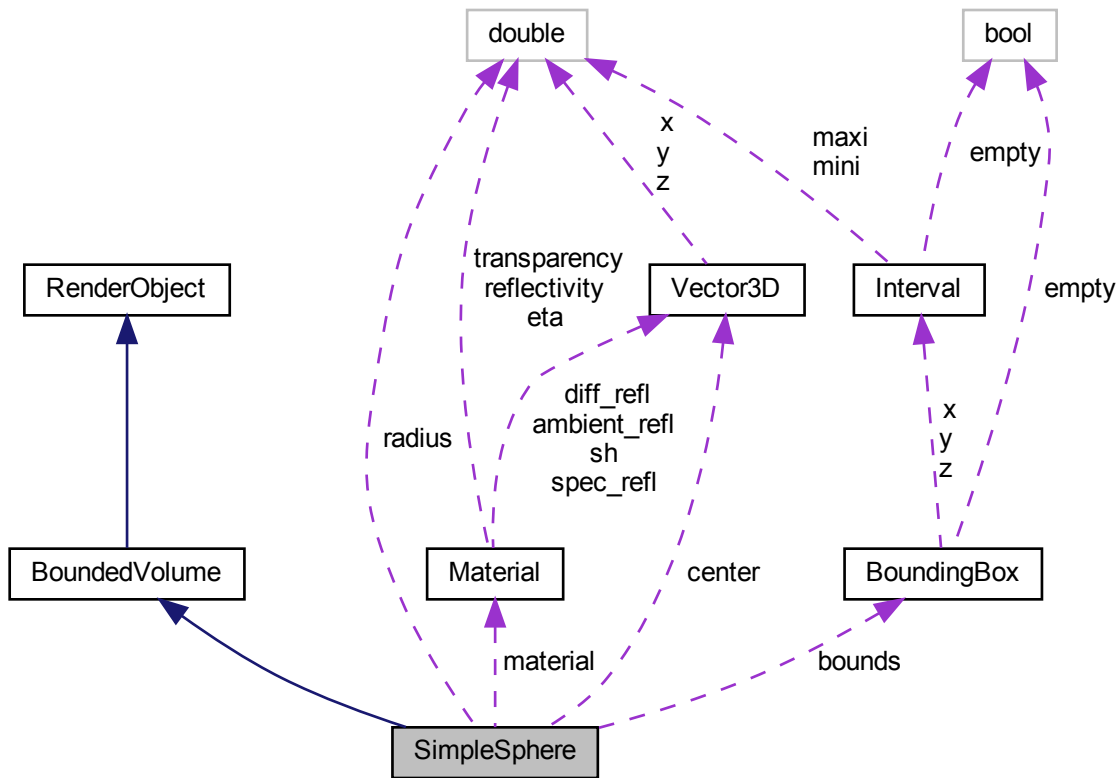 double
bool
x
y
z
maxi
mini
empty
RenderObject
transparency
reflectivity
eta
Vector3D
Interval
empty
diff_refl
ambient_refl
sh
spec_refl
radius
x
y
z
BoundedVolume
Material
center
BoundingBox
material
bounds
SimpleSphere